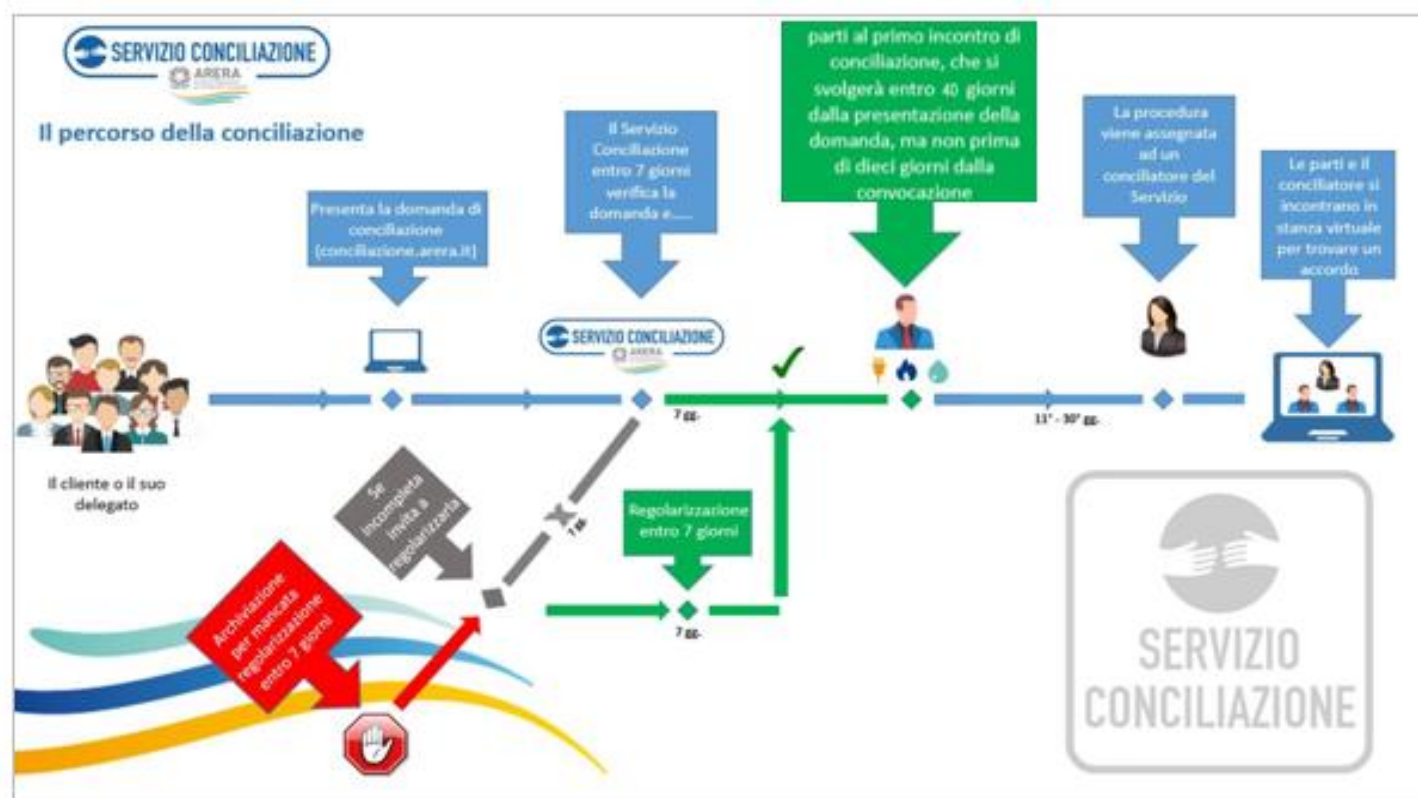 SERVIZIO CONCILIAZIONE
ARERA
Il percorso della conciliazione
Presenta la domanda di
conciliazione
(conciliazione.arera.it)
Il Servizio
Conciliazione
entro 7 giorni
verifica la
domanda e.....
parti al primo incontro di
conciliazione, che si
svolgerà entro 40 giorni
dalla presentazione della
domanda, ma non prima
di dieci giorni dalla
convocazione
La procedura
viene assegnata
ad un
conciliatore del
Servizio
Le parti e il
conciliatore si
incontrano in
stanza virtuale
per trovare un
accordo
SERVIZIO CONCILIAZIONE
ARERA
7 gg.
11° - 30° gg.
Il cliente o il suo
delegato
Se
incompleta
invita a
regolarizzarla
7 gg.
Regolarizzazione
entro 7 giorni
7 gg.
Archiviazione
per mancata
regolarizzazione
entro 7 giorni
SERVIZIO
CONCILIAZIONE